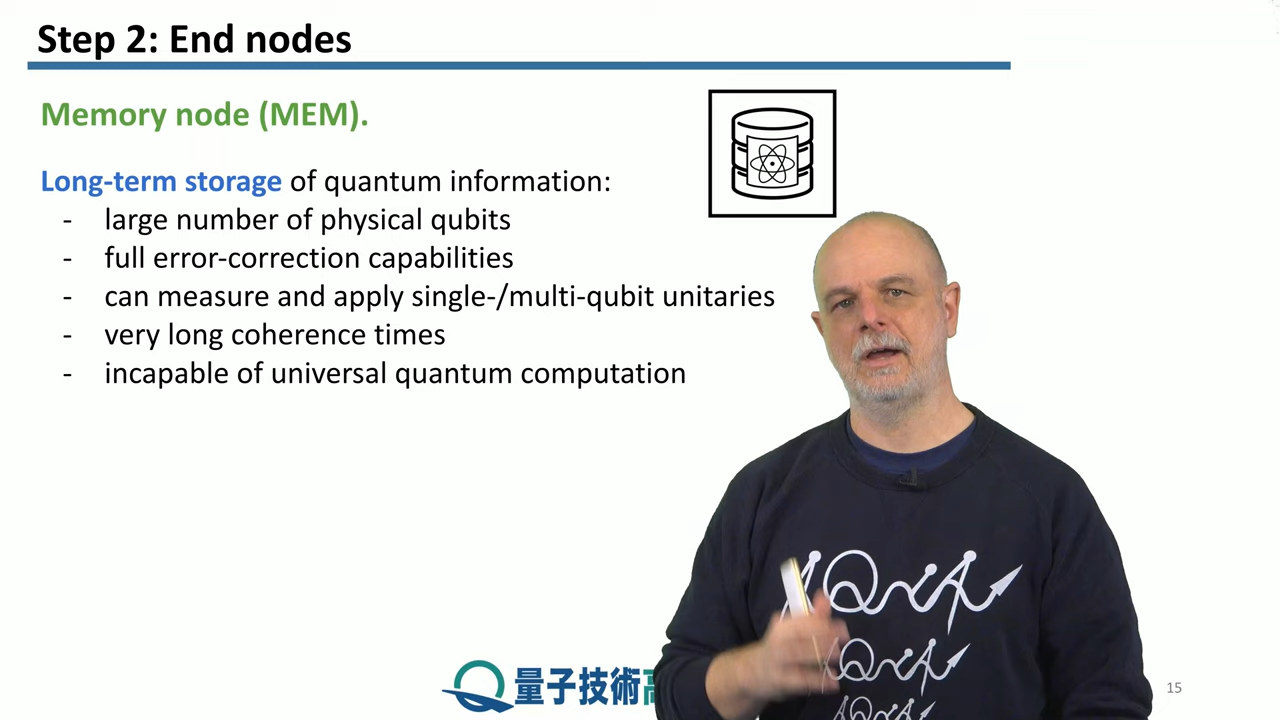 Step 2: End nodes
Memory node (MEM).
Long-term storage of quantum information:
- large number of physical qubits
- full error-correction capabilities
- can measure and apply single-/multi-qubit unitaries
- very long coherence times
- incapable of universal quantum computation
量子技術高
15